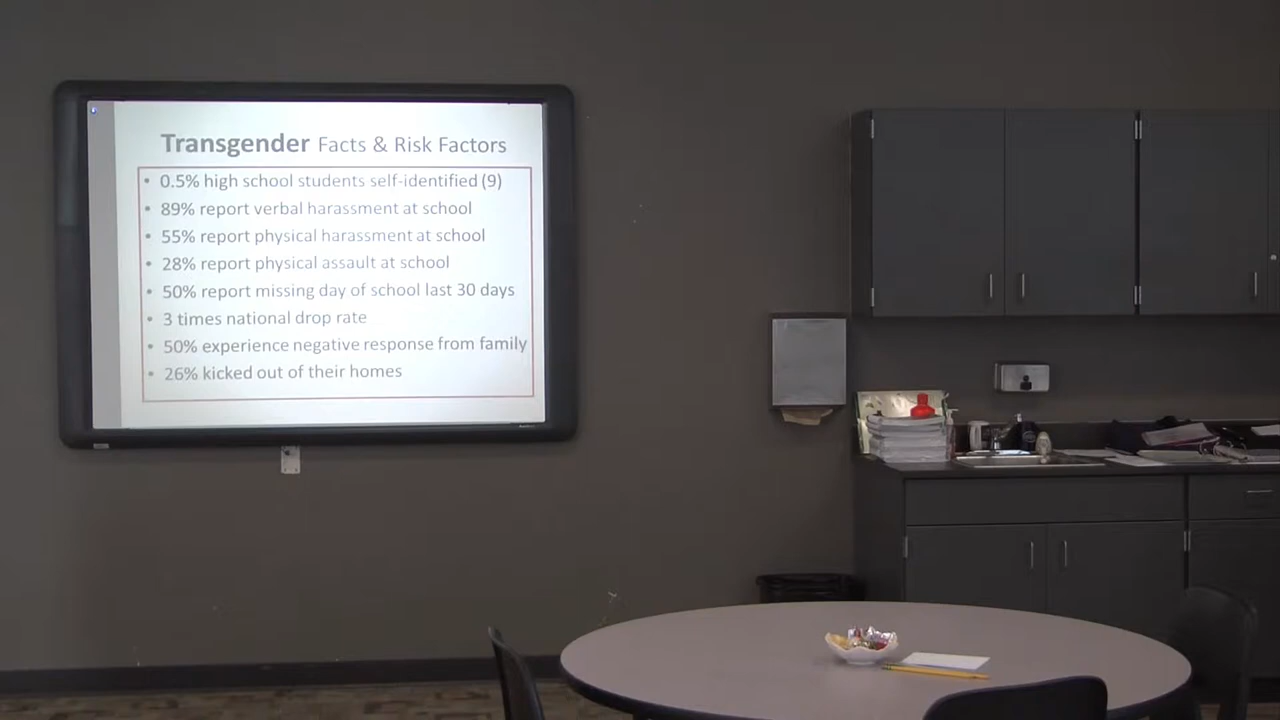 Transgender Facts & Risk Factors
• 0.5% high school students self-identified (9)
• 89% report verbal harassment at school
• 55% report physical harassment at school
• 28% report physical assault at school
• 50% report missing day of school last 30 days
• 3 times national drop rate
• 50% experience negative response from family
• 26% kicked out of their homes